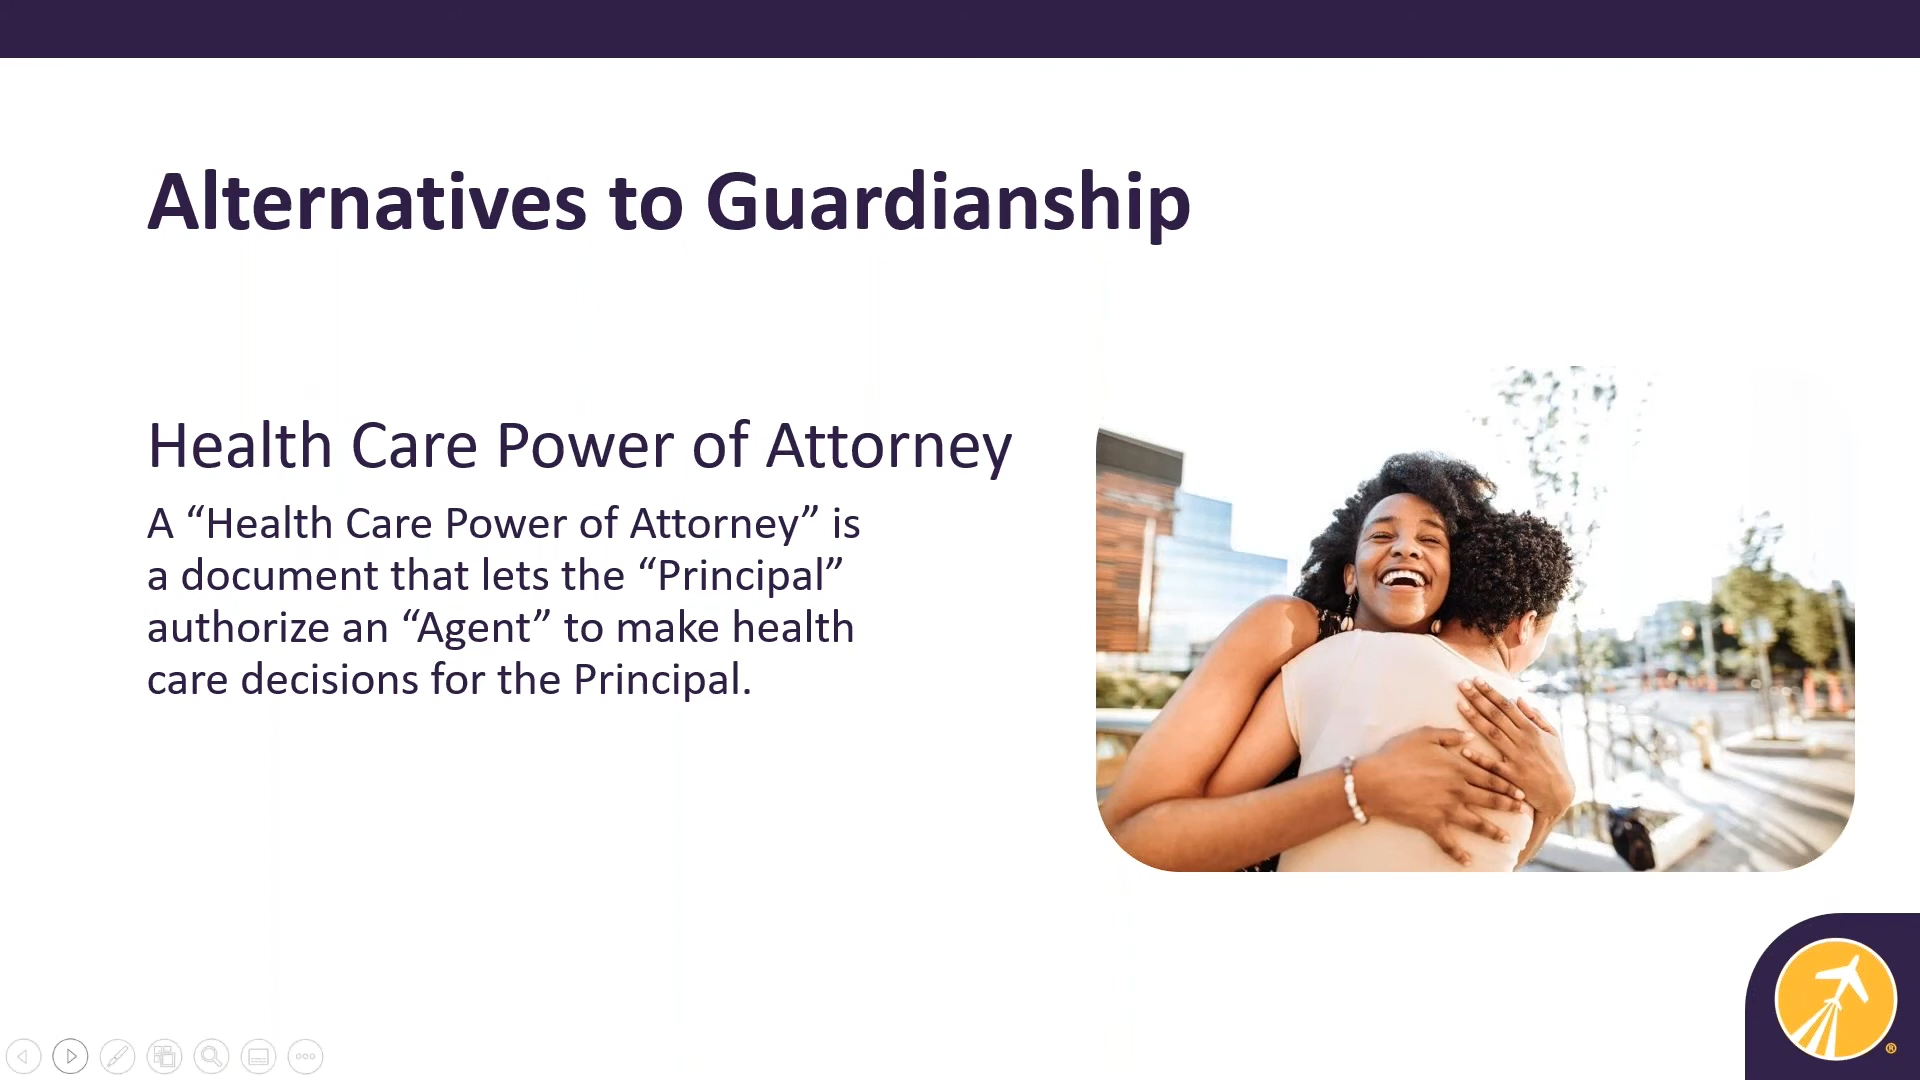 Alternatives to Guardianship
Health Care Power of Attorney
A “Health Care Power of Attorney” is
a document that lets the “Principal”
authorize an “Agent” to make health
care decisions for the Principal.
®